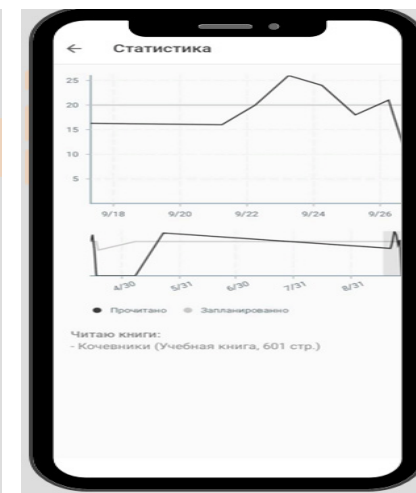 Статистика
25
20
15
10
5
9/18 9/20 9/22 9/24 9/26
4/30 5/31 6/30 7/31 8/31
Прочитано Запланированно
Читаю книги:
- Кочевники (Учебная книга, 601 стр.)